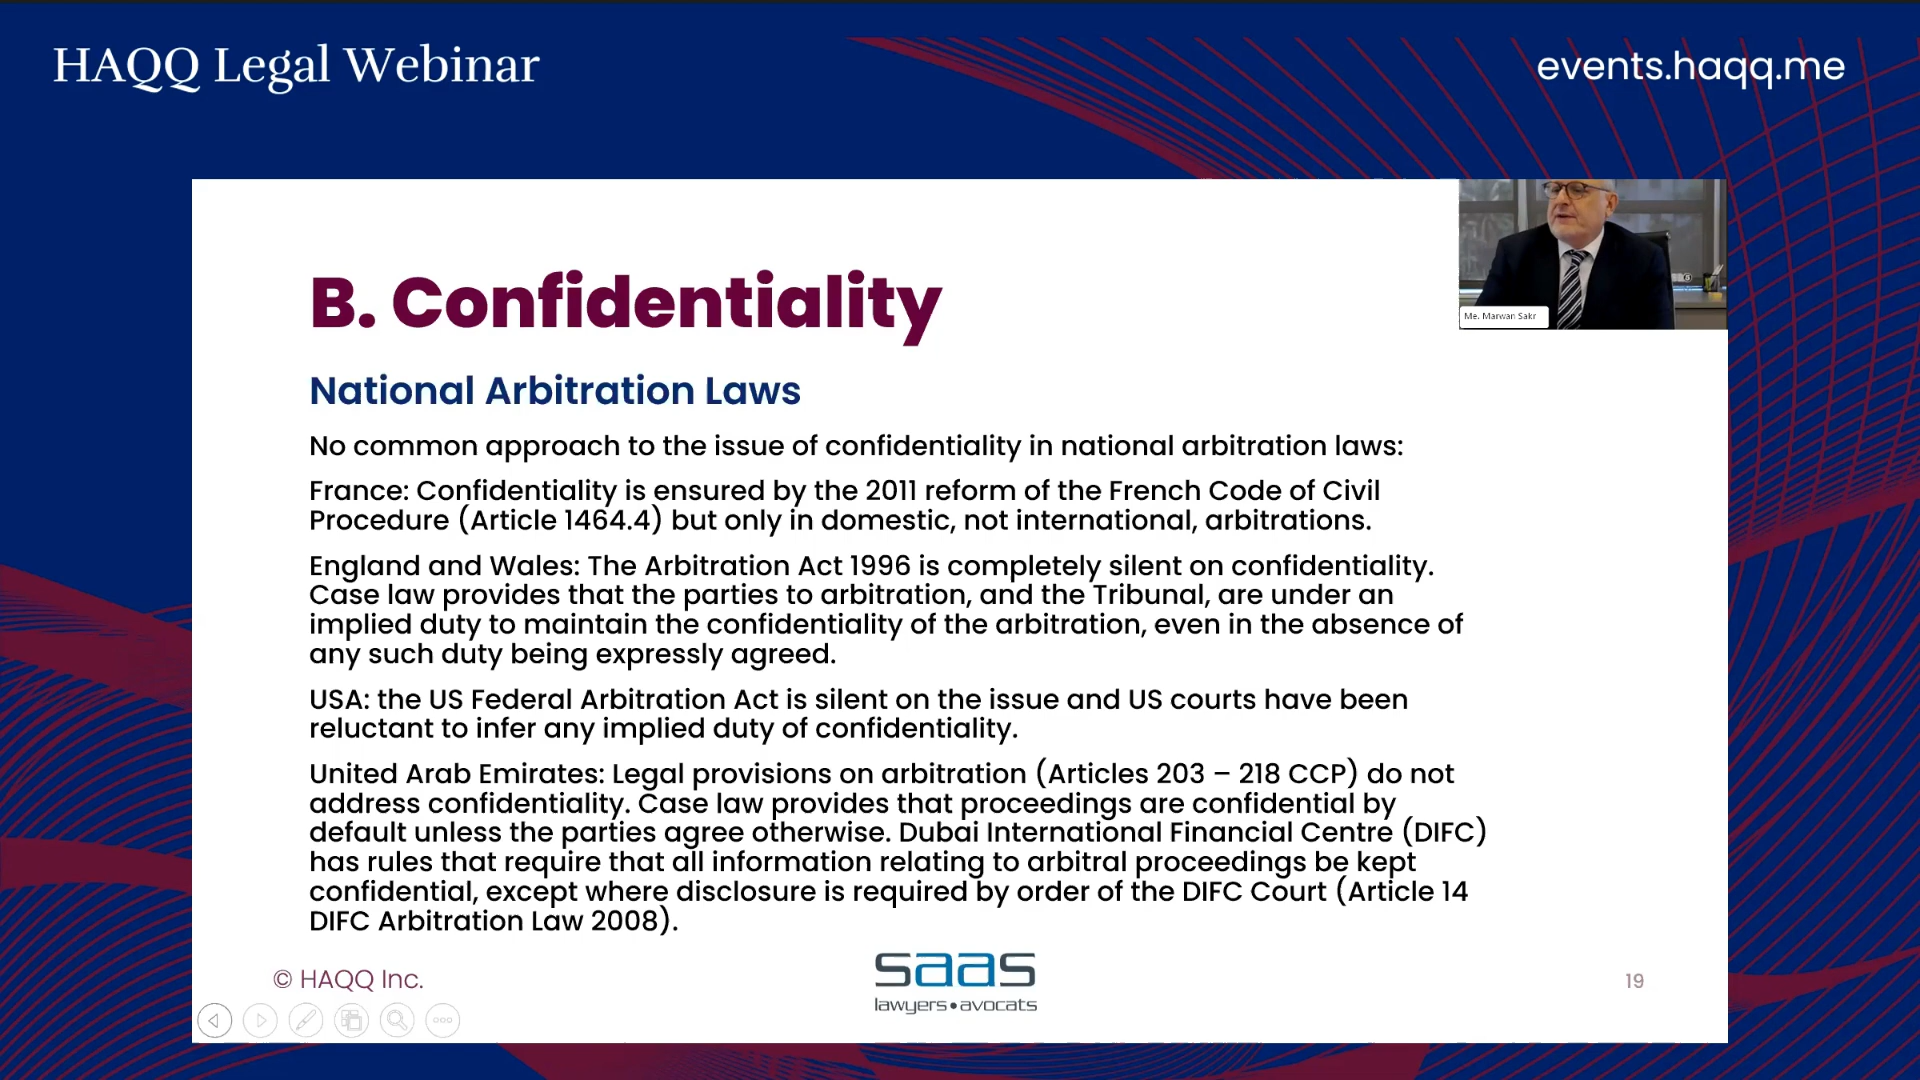 HAQQ Legal Webinar
events.haqq.me
Me. Marwan Sakr
B. Confidentiality
National Arbitration Laws
No common approach to the issue of confidentiality in national arbitration laws:
France: Confidentiality is ensured by the 2011 reform of the French Code of Civil
Procedure (Article 1464.4) but only in domestic, not international, arbitrations.
England and Wales: The Arbitration Act 1996 is completely silent on confidentiality.
Case law provides that the parties to arbitration, and the Tribunal, are under an
implied duty to maintain the confidentiality of the arbitration, even in the absence of
any such duty being expressly agreed.
USA: the US Federal Arbitration Act is silent on the issue and US courts have been
reluctant to infer any implied duty of confidentiality.
United Arab Emirates: Legal provisions on arbitration (Articles 203 – 218 CCP) do not
address confidentiality. Case law provides that proceedings are confidential by
default unless the parties agree otherwise. Dubai International Financial Centre (DIFC)
has rules that require that all information relating to arbitral proceedings be kept
confidential, except where disclosure is required by order of the DIFC Court (Article 14
DIFC Arbitration Law 2008).
© HAQQ Inc.
saas
lawyers•avocats
19